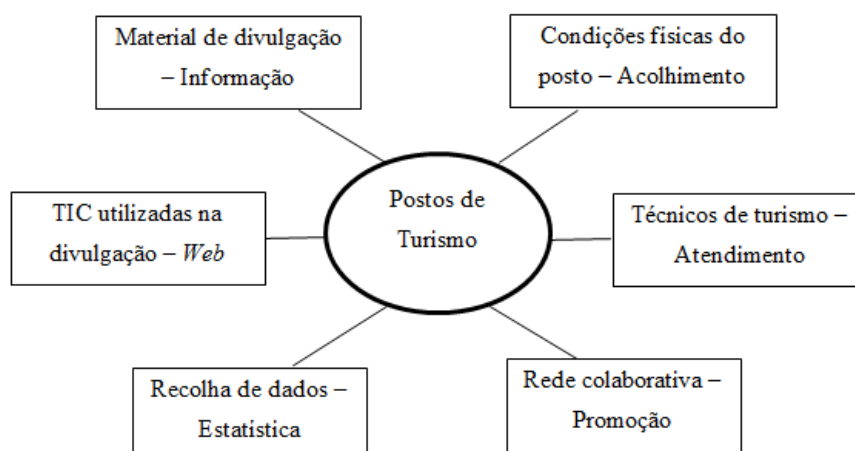 Material de divulgação
– Informação
Condições físicas do
posto – Acolhimento
Postos de
Turismo
TIC utilizadas na
divulgação – Web
Técnicos de turismo –
Atendimento
Recolha de dados –
Estatistica
Rede colaborativa –
Promoção